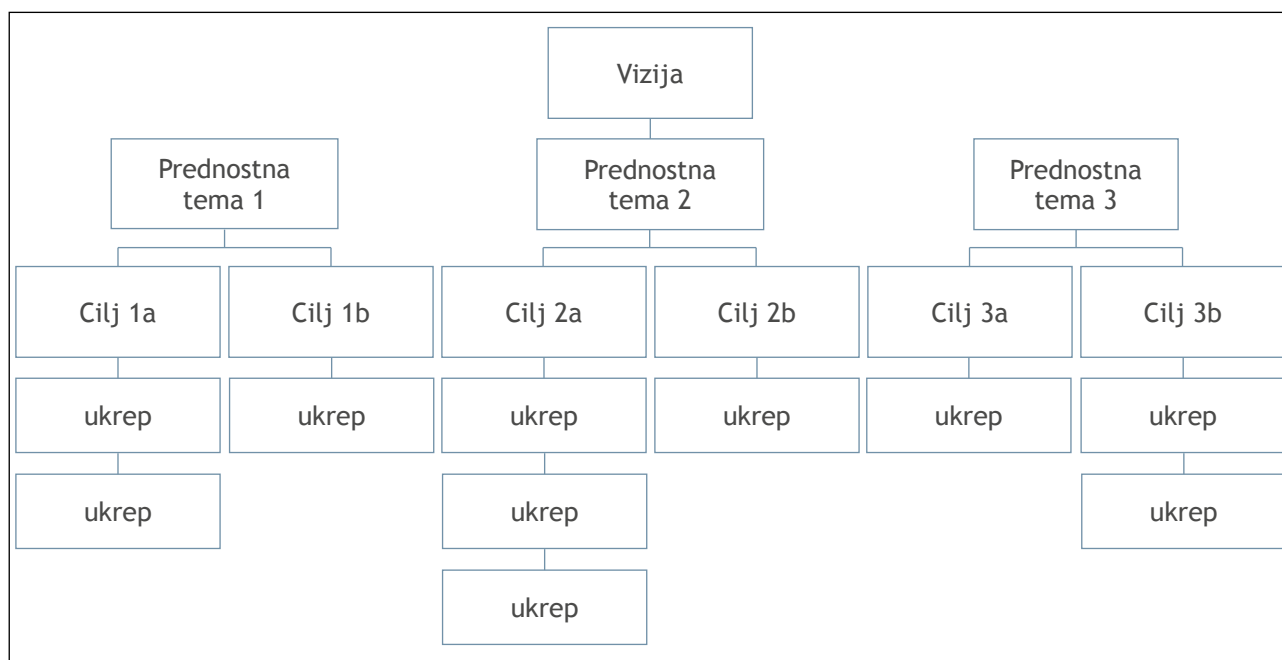 Vizija
Prednostna
tema 1
Prednostna
tema 2
Prednostna
tema 3
Cilj 1a
Cilj 1b
Cilj 2a
Cilj 2b
Cilj 3a
Cilj 3b
ukrep
ukrep
ukrep
ukrep
ukrep
ukrep
ukrep
ukrep
ukrep
ukrep